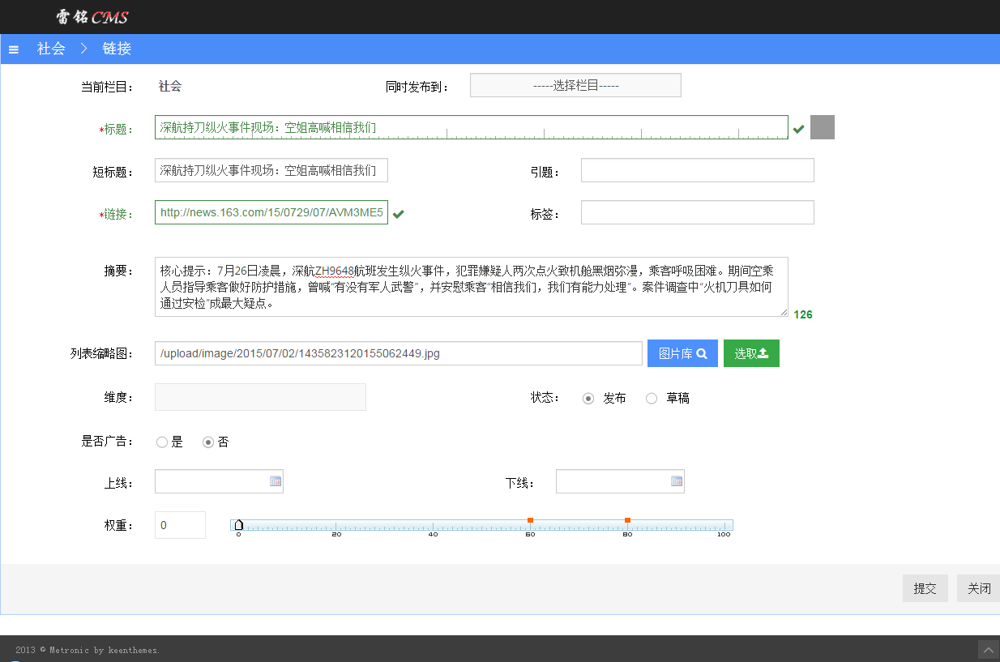 雷铭CMS
社会 > 链接
当前栏目： 社会 同时发布到： -----选择栏目-----
*标题： 深航持刀纵火事件现场：空姐高喊相信我们
短标题： 深航持刀纵火事件现场：空姐高喊相信我们 引题：
*链接： http://news.163.com/15/0729/07/AVM3ME5 标签：
摘要： 核心提示：7月26日凌晨，深航ZH9648航班发生纵火事件，犯罪嫌疑人两次点火致机舱黑烟弥漫，乘客呼吸困难。期间空乘
人员指导乘客做好防护措施，曾喊“有没有军人武警”，并安慰乘客“相信我们，我们有能力处理”。案件调查中“火机刀具如何
通过安检”成最大疑点。
126
列表缩略图： /upload/image/2015/07/02/1435823120155062449.jpg 图片库 选取
维度： 状态： 发布 草稿
是否广告： 是 否
上线： 下线：
权重： 0
0 20 40 60 80 100
提交 关闭
2013 © Metronic by keenthemes.